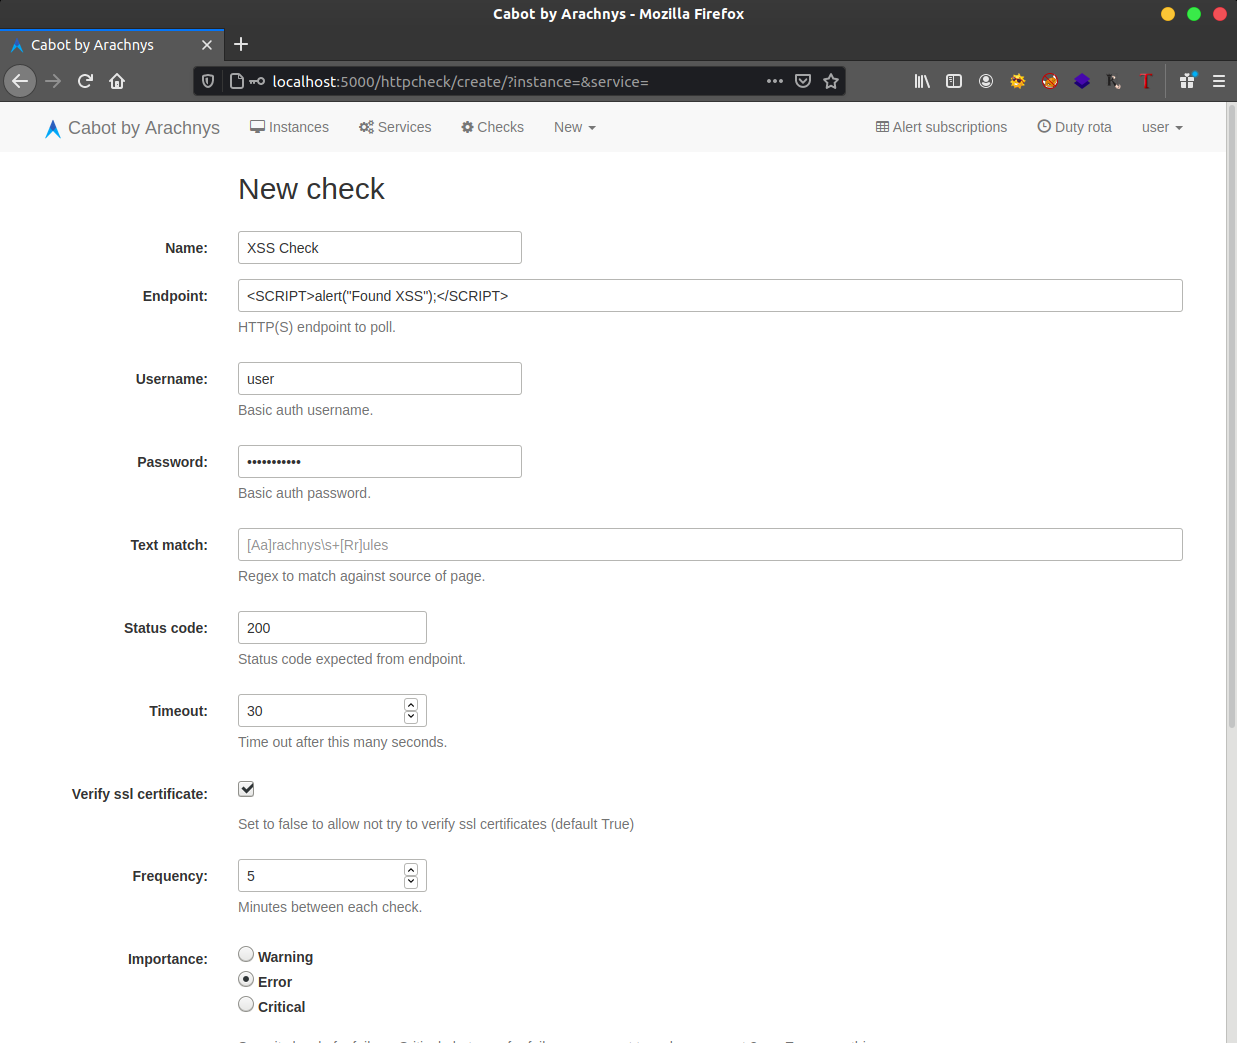 Cabot by Arachnys - Mozilla Firefox
Cabot by Arachnys
localhost:5000/httpcheck/create/?instance=&service=
Cabot by Arachnys Instances Services Checks New Alert subscriptions Duty rota user
New check
Name: XSS Check
Endpoint: <SCRIPT>alert("Found XSS");</SCRIPT>
HTTP(S) endpoint to poll.
Username: user
Basic auth username.
Password: •••••••••••
Basic auth password.
Text match: [Aa]rachnys\s+[Rr]ules
Regex to match against source of page.
Status code: 200
Status code expected from endpoint.
Timeout: 30
Time out after this many seconds.
Verify ssl certificate:
Set to false to allow not try to verify ssl certificates (default True)
Frequency: 5
Minutes between each check.
Importance: Warning
Error
Critical